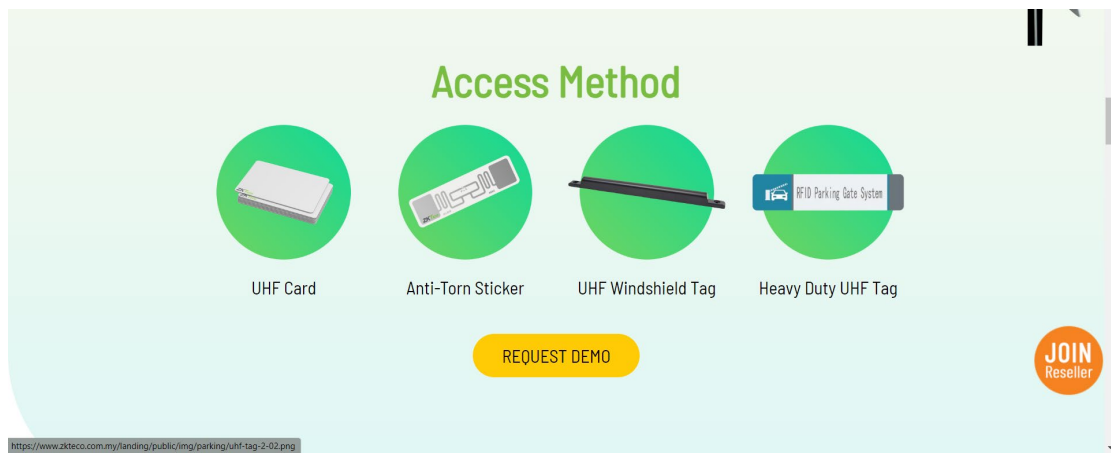 Access Method
RFID Parking Gate System
UHF Card
Anti-Torn Sticker
UHF Windshield Tag
Heavy Duty UHF Tag
REQUEST DEMO
JOIN
Reseller
https://www.zkteco.com.my/landing/public/img/parking/uhf-tag-2-02.png